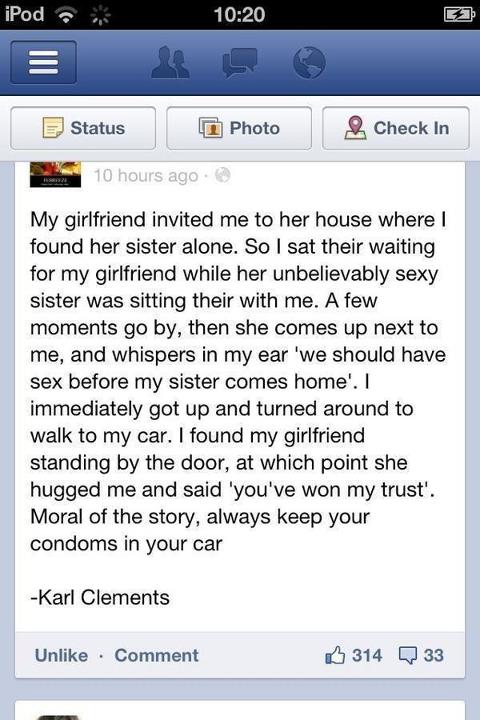 iPod 10:20
Status Photo Check In
10 hours ago ·
My girlfriend invited me to her house where I
found her sister alone. So I sat their waiting
for my girlfriend while her unbelievably sexy
sister was sitting their with me. A few
moments go by, then she comes up next to
me, and whispers in my ear 'we should have
sex before my sister comes home'. I
immediately got up and turned around to
walk to my car. I found my girlfriend
standing by the door, at which point she
hugged me and said 'you've won my trust'.
Moral of the story, always keep your
condoms in your car
-Karl Clements
Unlike · Comment 314 33